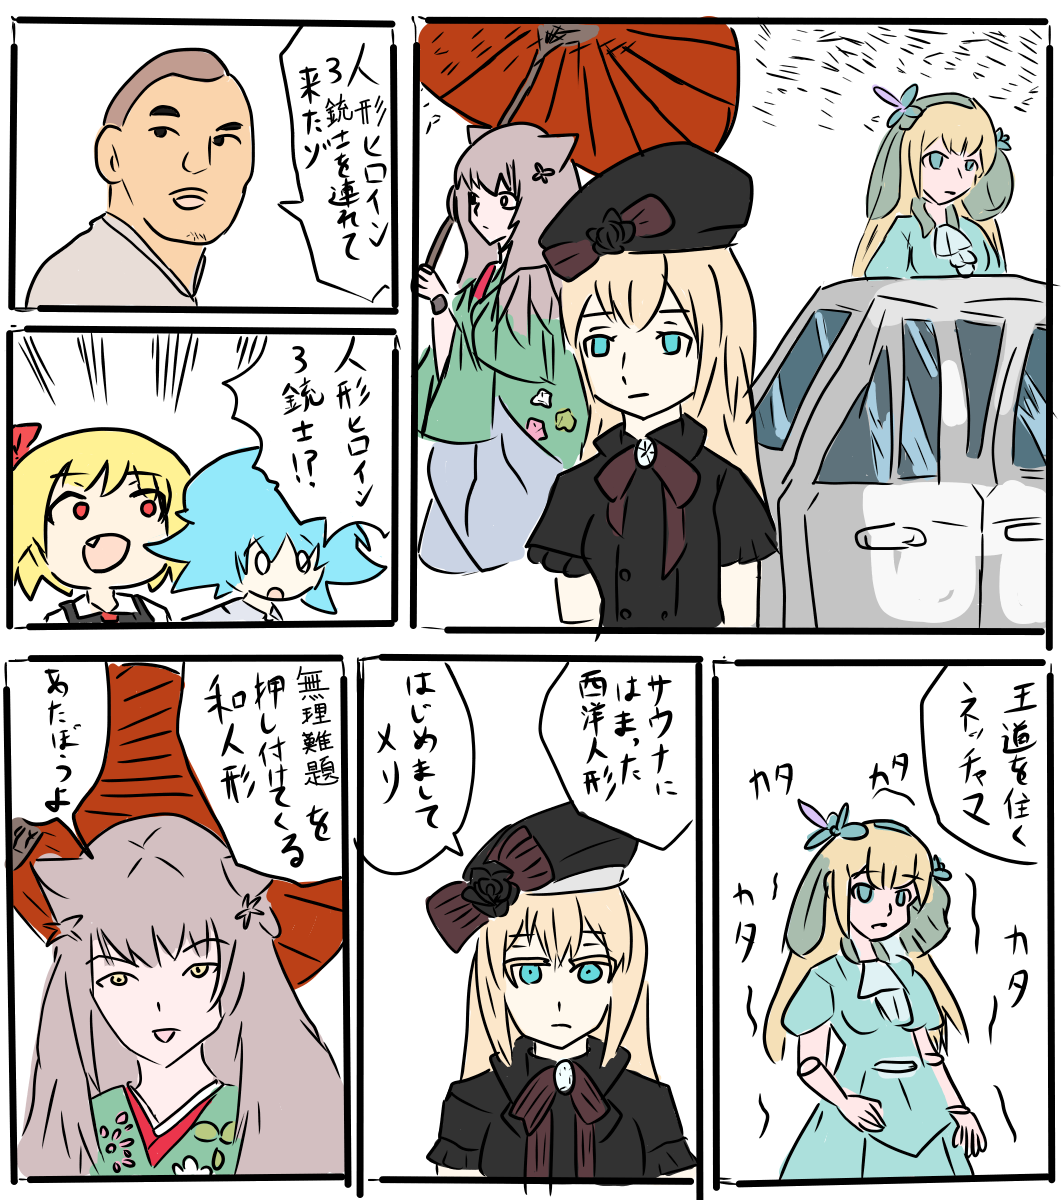 人形ヒロイン
3銃士を連れて
来たゾ
人形ヒロイン
3銃士!?
王道を往く
ネッチャマ
カタ
カタ
カタ
カタ
サウナに
はまった
西洋人形
はじめまして
メリ
無理難題を
押し付けてくる
和人形
あたぼうよ